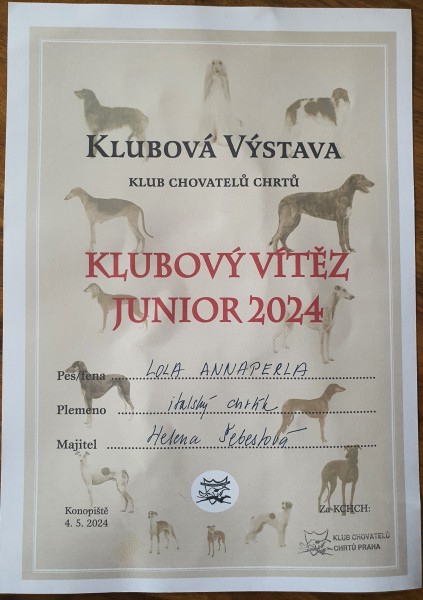 KLUBOVÁ VÝSTAVA
KLUB CHOVATELŮ CHRTŮ
KLUBOVÝ VÍTĚZ
JUNIOR 2024
Pes/fena LOLA ANNAPERLA
Plemeno italský chrtík
Majitel Helena Šebestová
Konopiště
4. 5. 2024
Za KCHCH:
KLUB CHOVATELŮ
CHRTŮ PRAHA